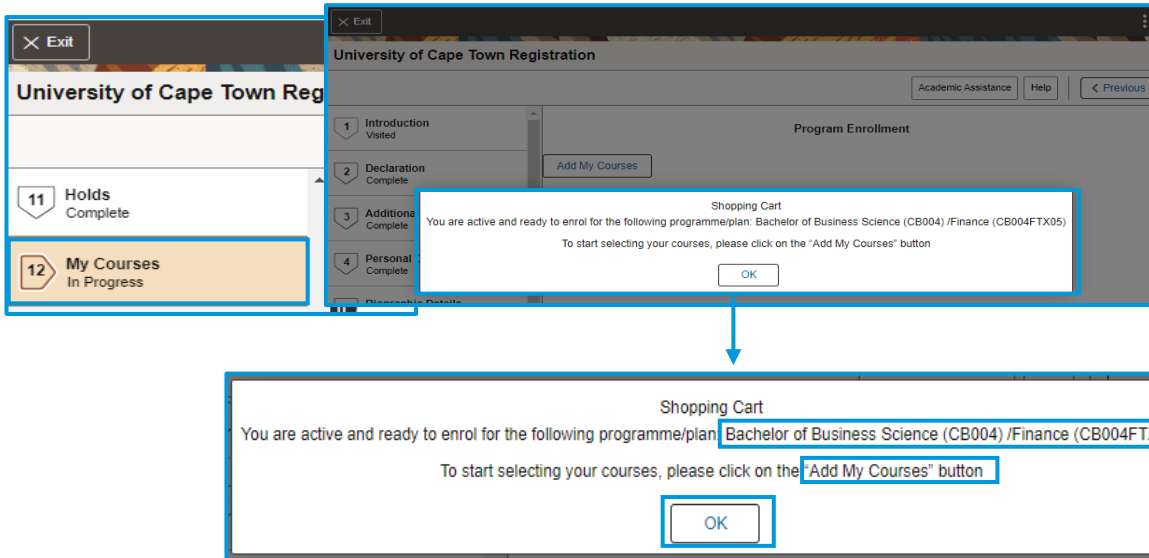 Exit
University of Cape Town Reg
11
Holds
Complete
12
My Courses
In Progress
Exit
University of Cape Town Registration
Academic Assistance
Help
Previous
1
Introduction
Visited
Program Enrollment
2
Declaration
Complete
Add My Courses
3
Additiona
Complete
4
Personal
Complete
Biographic Details
Shopping Cart
You are active and ready to enrol for the following programme/plan: Bachelor of Business Science (CB004) /Finance (CB004FTX05)
To start selecting your courses, please click on the “Add My Courses” button
OK
Shopping Cart
You are active and ready to enrol for the following programme/plan: Bachelor of Business Science (CB004) /Finance (CB004FT
To start selecting your courses, please click on the “Add My Courses” button
OK